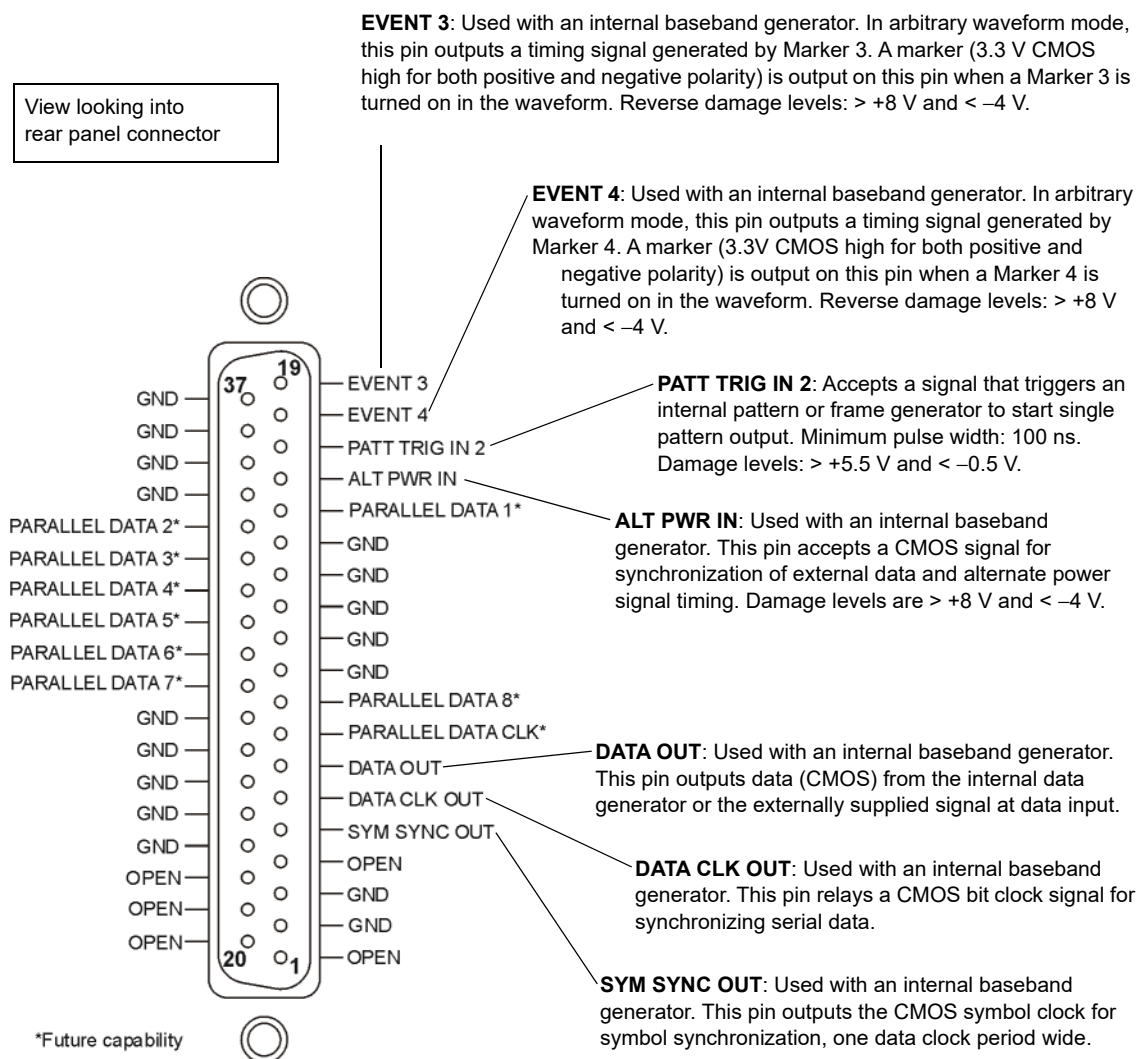 EVENT 3: Used with an internal baseband generator. In arbitrary waveform mode,
this pin outputs a timing signal generated by Marker 3. A marker (3.3 V CMOS
high for both positive and negative polarity) is output on this pin when a Marker 3 is
turned on in the waveform. Reverse damage levels: > +8 V and < −4 V.
View looking into
rear panel connector
EVENT 4: Used with an internal baseband generator. In arbitrary
waveform mode, this pin outputs a timing signal generated by
Marker 4. A marker (3.3V CMOS high for both positive and
negative polarity) is output on this pin when a Marker 4 is
turned on in the waveform. Reverse damage levels: > +8 V
and < −4 V.
PATT TRIG IN 2: Accepts a signal that triggers an
internal pattern or frame generator to start single
pattern output. Minimum pulse width: 100 ns.
Damage levels: > +5.5 V and < −0.5 V.
ALT PWR IN: Used with an internal baseband
generator. This pin accepts a CMOS signal for
synchronization of external data and alternate power
signal timing. Damage levels are > +8 V and < −4 V.
DATA OUT: Used with an internal baseband generator.
This pin outputs data (CMOS) from the internal data
generator or the externally supplied signal at data input.
DATA CLK OUT: Used with an internal baseband
generator. This pin relays a CMOS bit clock signal for
synchronizing serial data.
SYM SYNC OUT: Used with an internal baseband
generator. This pin outputs the CMOS symbol clock for
symbol synchronization, one data clock period wide.
37
19
20
1
GND
GND
GND
GND
PARALLEL DATA 2*
PARALLEL DATA 3*
PARALLEL DATA 4*
PARALLEL DATA 5*
PARALLEL DATA 6*
PARALLEL DATA 7*
GND
GND
GND
GND
GND
OPEN
OPEN
OPEN
EVENT 3
EVENT 4
PATT TRIG IN 2
ALT PWR IN
PARALLEL DATA 1*
GND
GND
GND
GND
GND
PARALLEL DATA 8*
PARALLEL DATA CLK*
DATA OUT
DATA CLK OUT
SYM SYNC OUT
OPEN
GND
GND
OPEN
*Future capability